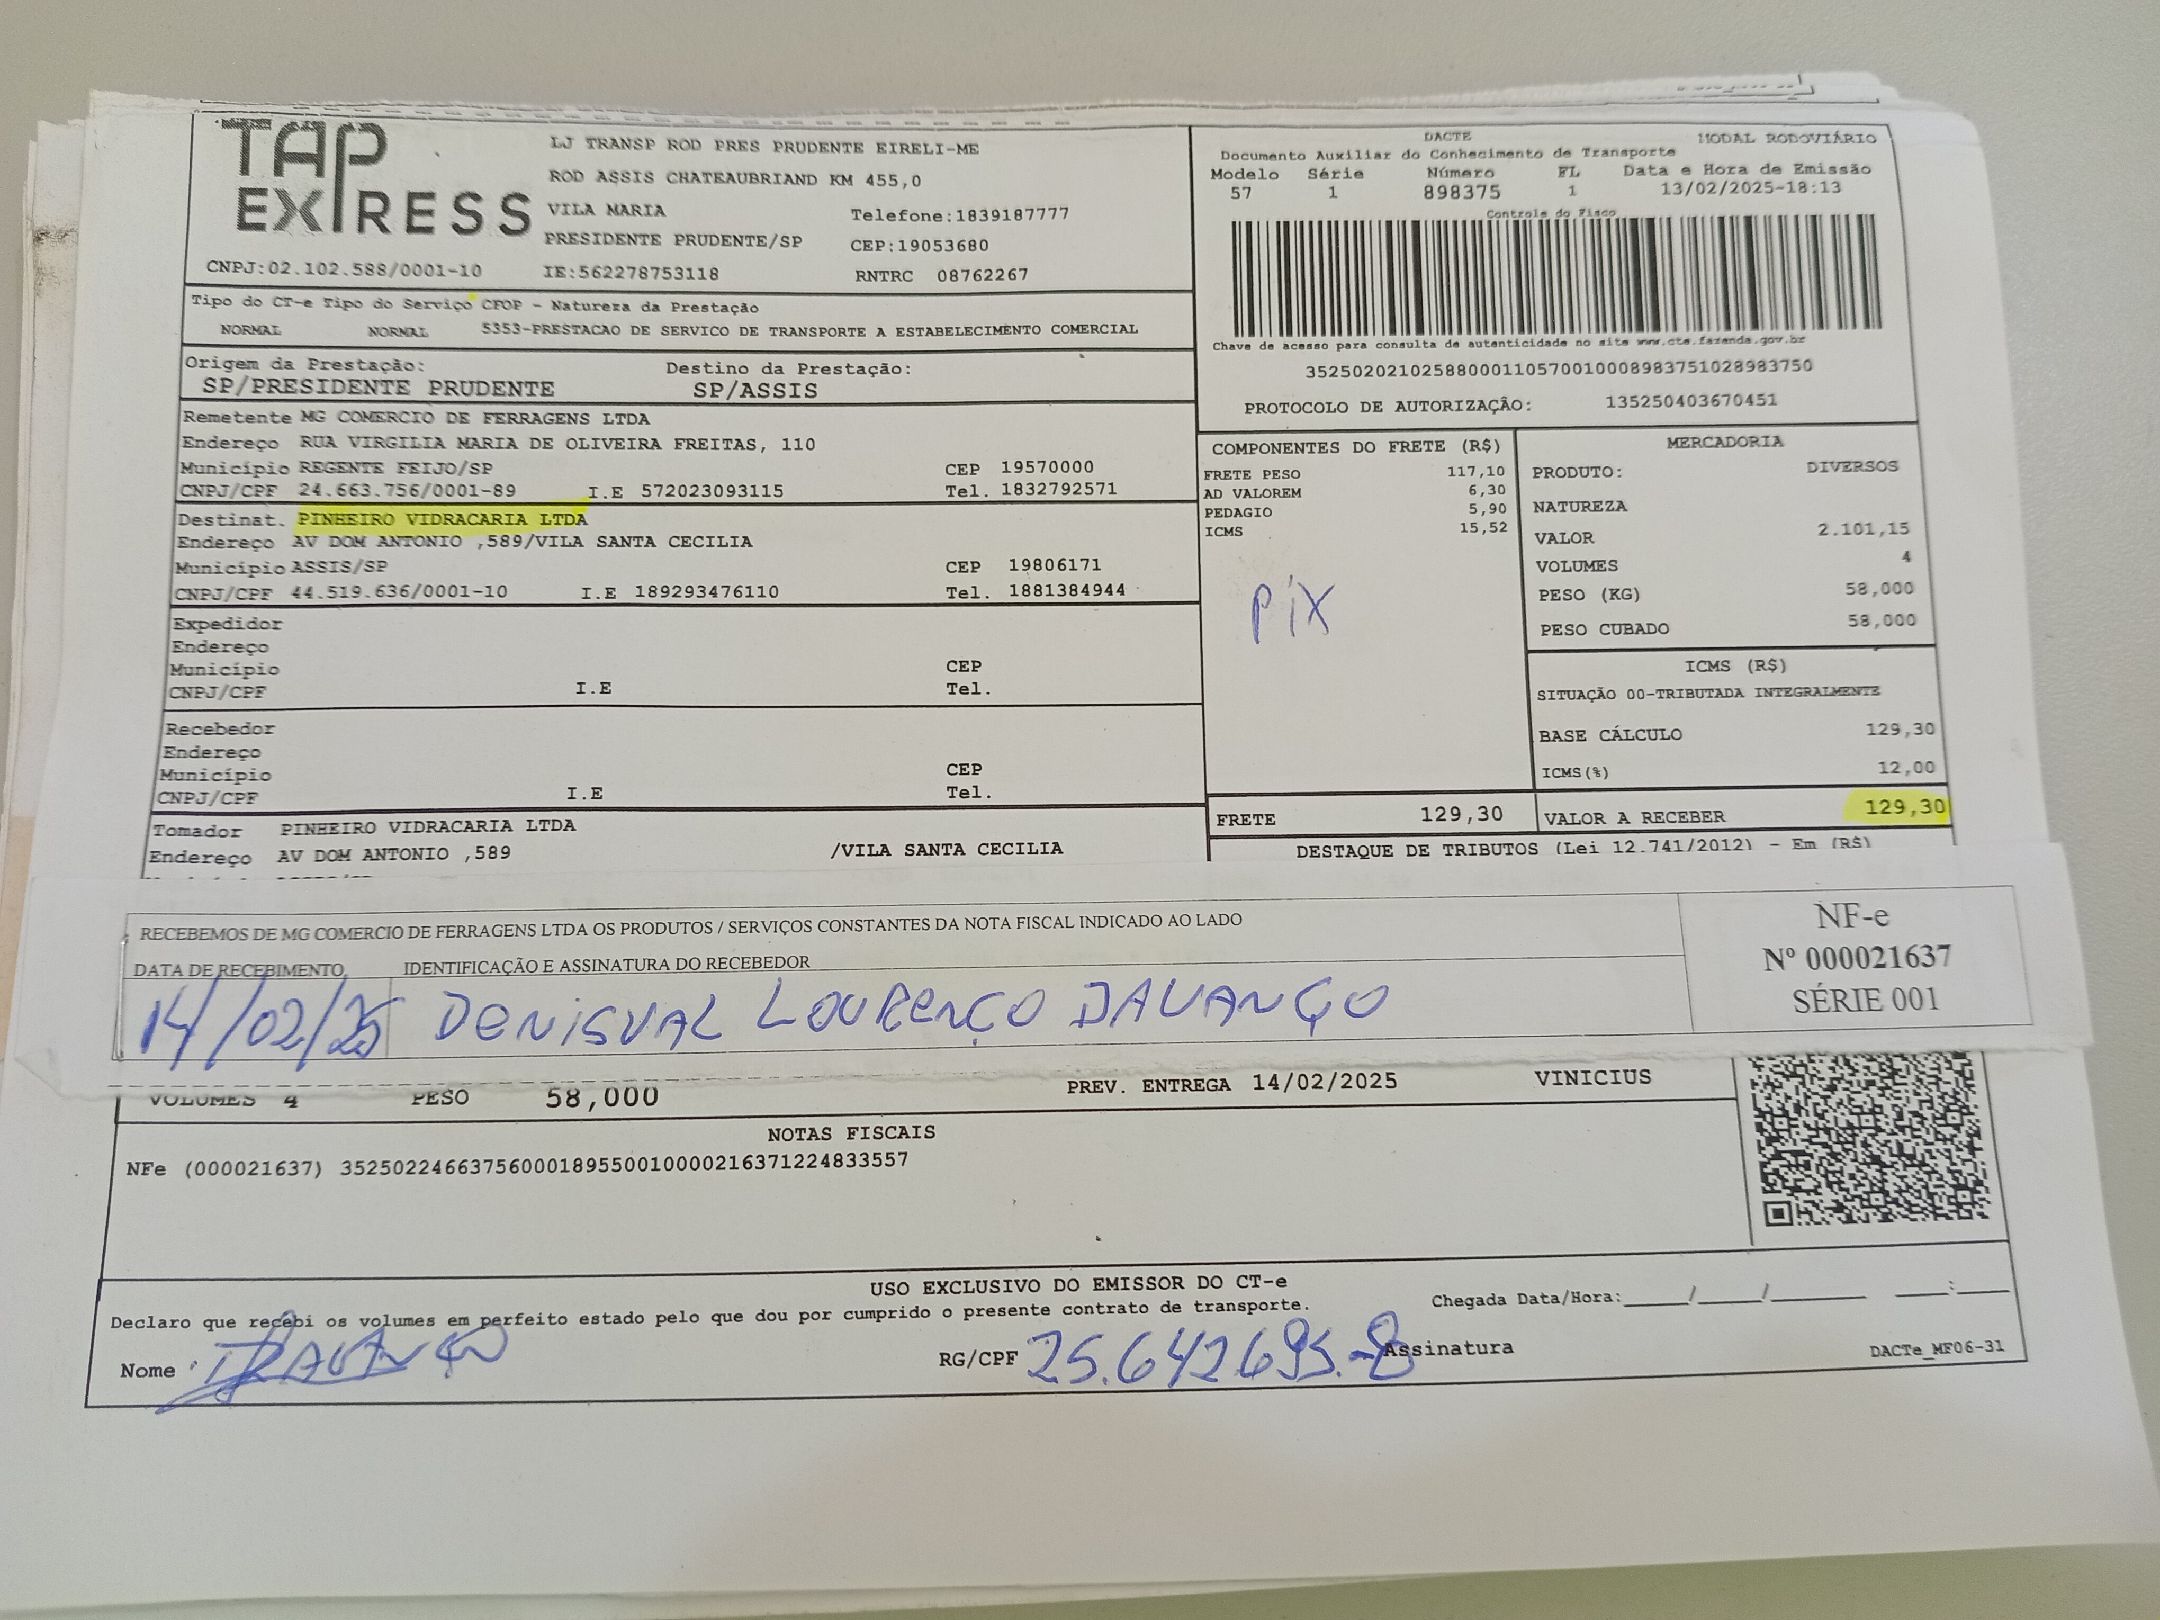 TAP EXPRESS
LJ TRANSP ROD PRES PRUDENTE EIRELI-ME
ROD ASSIS CHATEAUBRIAND KM 455,0
VILA MARIA Telefone:1839187777
PRESIDENTE PRUDENTE/SP CEP:19053680
CNPJ:02.102.588/0001-10 IE:562278753118 RNTRC 08762267
DACTE MODAL RODOVIÁRIO
Documento Auxiliar do Conhecimento de Transporte
Modelo Série Número FL Data e Hora de Emissão
57 1 898375 1 13/02/2025-18:13
Controle do Fisco
Chave de acesso para consulta de autenticidade no site www.cte.fazenda.gov.br
35250202102588000110570010008983751028983750
PROTOCOLO DE AUTORIZAÇÃO: 135250403670451
Tipo do CT-e Tipo do Serviço CFOP - Natureza da Prestação
NORMAL NORMAL 5353-PRESTACAO DE SERVICO DE TRANSPORTE A ESTABELECIMENTO COMERCIAL
Origem da Prestação: Destino da Prestação:
SP/PRESIDENTE PRUDENTE SP/ASSIS
Remetente MG COMERCIO DE FERRAGENS LTDA
Endereço RUA VIRGILIA MARIA DE OLIVEIRA FREITAS, 110
Município REGENTE FEIJO/SP CEP 19570000
CNPJ/CPF 24.663.756/0001-89 I.E 572023093115 Tel. 1832792571
Destinat. PINHEIRO VIDRACARIA LTDA
Endereço AV DOM ANTONIO ,589/VILA SANTA CECILIA
Município ASSIS/SP CEP 19806171
CNPJ/CPF 44.519.636/0001-10 I.E 189293476110 Tel. 1881384944
Expedidor
Endereço
Município CEP
CNPJ/CPF I.E Tel.
Recebedor
Endereço
Município CEP
CNPJ/CPF I.E Tel.
Tomador PINHEIRO VIDRACARIA LTDA
Endereço AV DOM ANTONIO ,589 /VILA SANTA CECILIA
COMPONENTES DO FRETE (R$)
FRETE PESO 117,10
AD VALOREM 6,30
PEDAGIO 5,90
ICMS 15,52
PIX
MERCADORIA
PRODUTO: DIVERSOS
NATUREZA
VALOR 2.101,15
VOLUMES 4
PESO (KG) 58,000
PESO CUBADO 58,000
ICMS (R$)
SITUAÇÃO 00-TRIBUTADA INTEGRALMENTE
BASE CÁLCULO 129,30
ICMS(%) 12,00
FRETE 129,30 VALOR A RECEBER 129,30
DESTAQUE DE TRIBUTOS (Lei 12.741/2012) - Em (R$)
RECEBEMOS DE MG COMERCIO DE FERRAGENS LTDA OS PRODUTOS / SERVIÇOS CONSTANTES DA NOTA FISCAL INDICADO AO LADO
DATA DE RECEBIMENTO IDENTIFICAÇÃO E ASSINATURA DO RECEBEDOR
14/02/25 DENISVAL LOURENÇO DAVANÇO
NF-e
Nº 000021637
SÉRIE 001
VOLUMES 4 PESO 58,000 PREV. ENTREGA 14/02/2025 VINICIUS
NOTAS FISCAIS
NFe (000021637) 35250224663756000189550010000216371224833557
USO EXCLUSIVO DO EMISSOR DO CT-e
Declaro que recebi os volumes em perfeito estado pelo que dou por cumprido o presente contrato de transporte.
Chegada Data/Hora:_____/_____/________ ____:____
Nome DAVANÇO RG/CPF 25.642695.-8 Assinatura DACTe_MF06-31